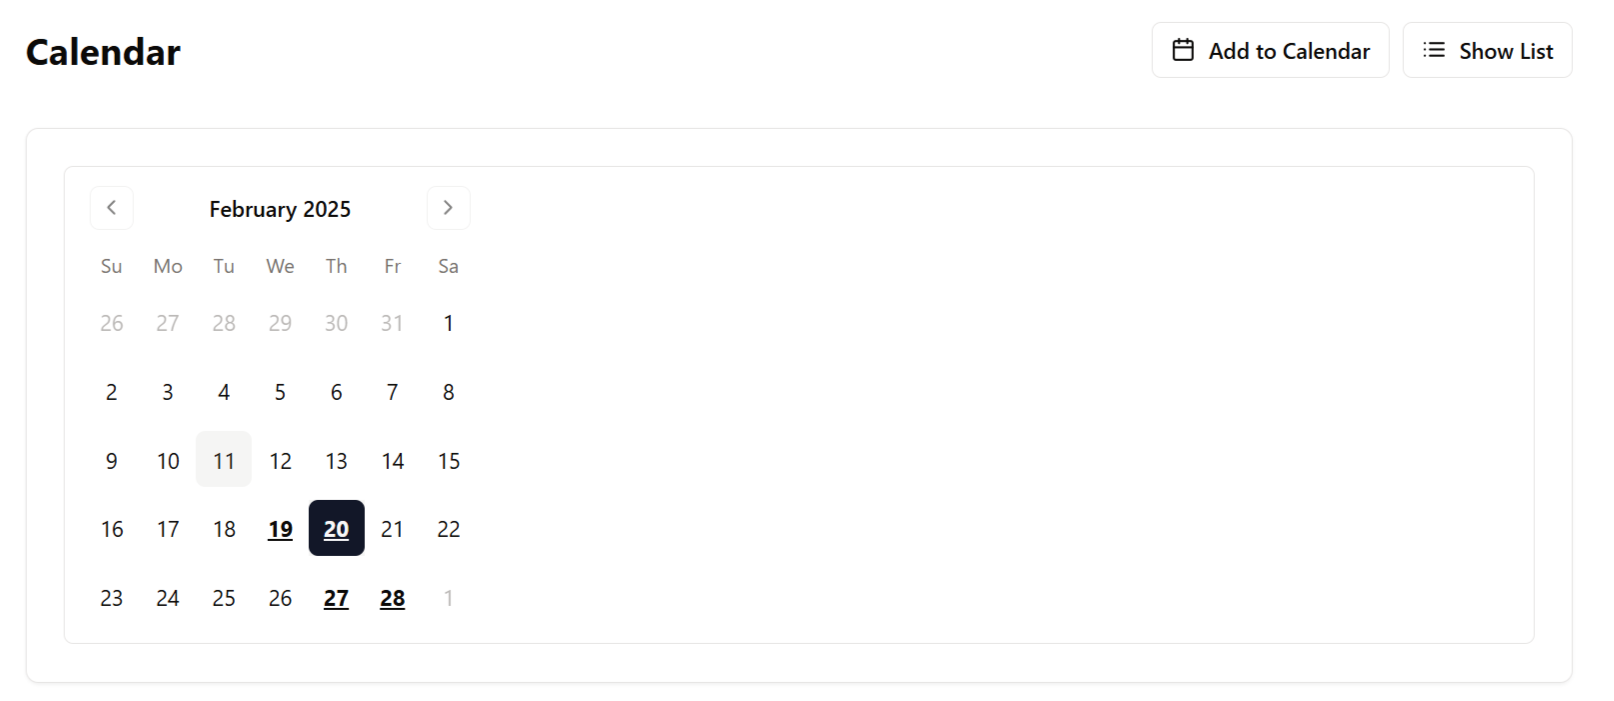 Calendar
Add to Calendar
Show List
February 2025
Su Mo Tu We Th Fr Sa
26 27 28 29 30 31 1
2 3 4 5 6 7 8
9 10 11 12 13 14 15
16 17 18 19 20 21 22
23 24 25 26 27 28 1